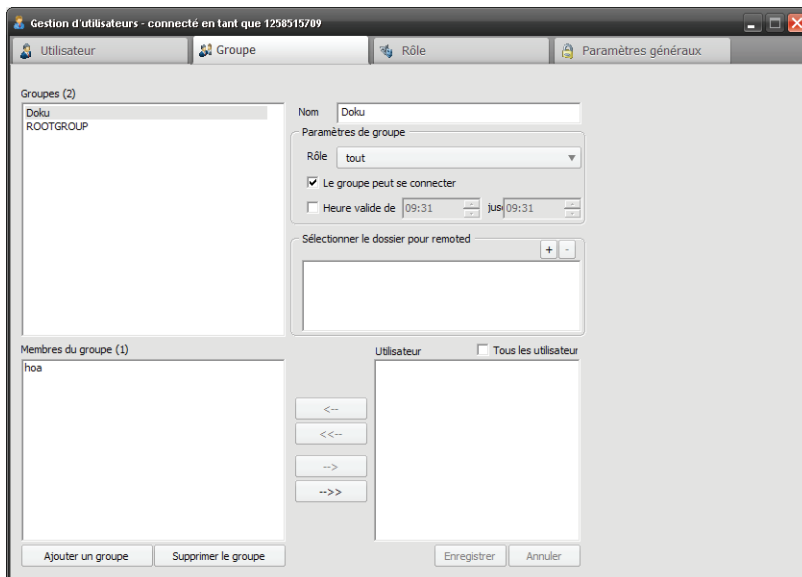 Gestion d'utilisateurs - connecté en tant que 1258515709
Utilisateur
Groupe
Rôle
Paramètres généraux
Groupes (2)
Doku
ROOTGROUP
Nom
Doku
Paramètres de groupe
Rôle
tout
Le groupe peut se connecter
Heure valide de
09:31
jus
09:31
Sélectionner le dossier pour remoted
+
-
Membres du groupe (1)
hoa
Utilisateur
Tous les utilisateur
<--
<<--
-->
-->>
Ajouter un groupe
Supprimer le groupe
Enregistrer
Annuler